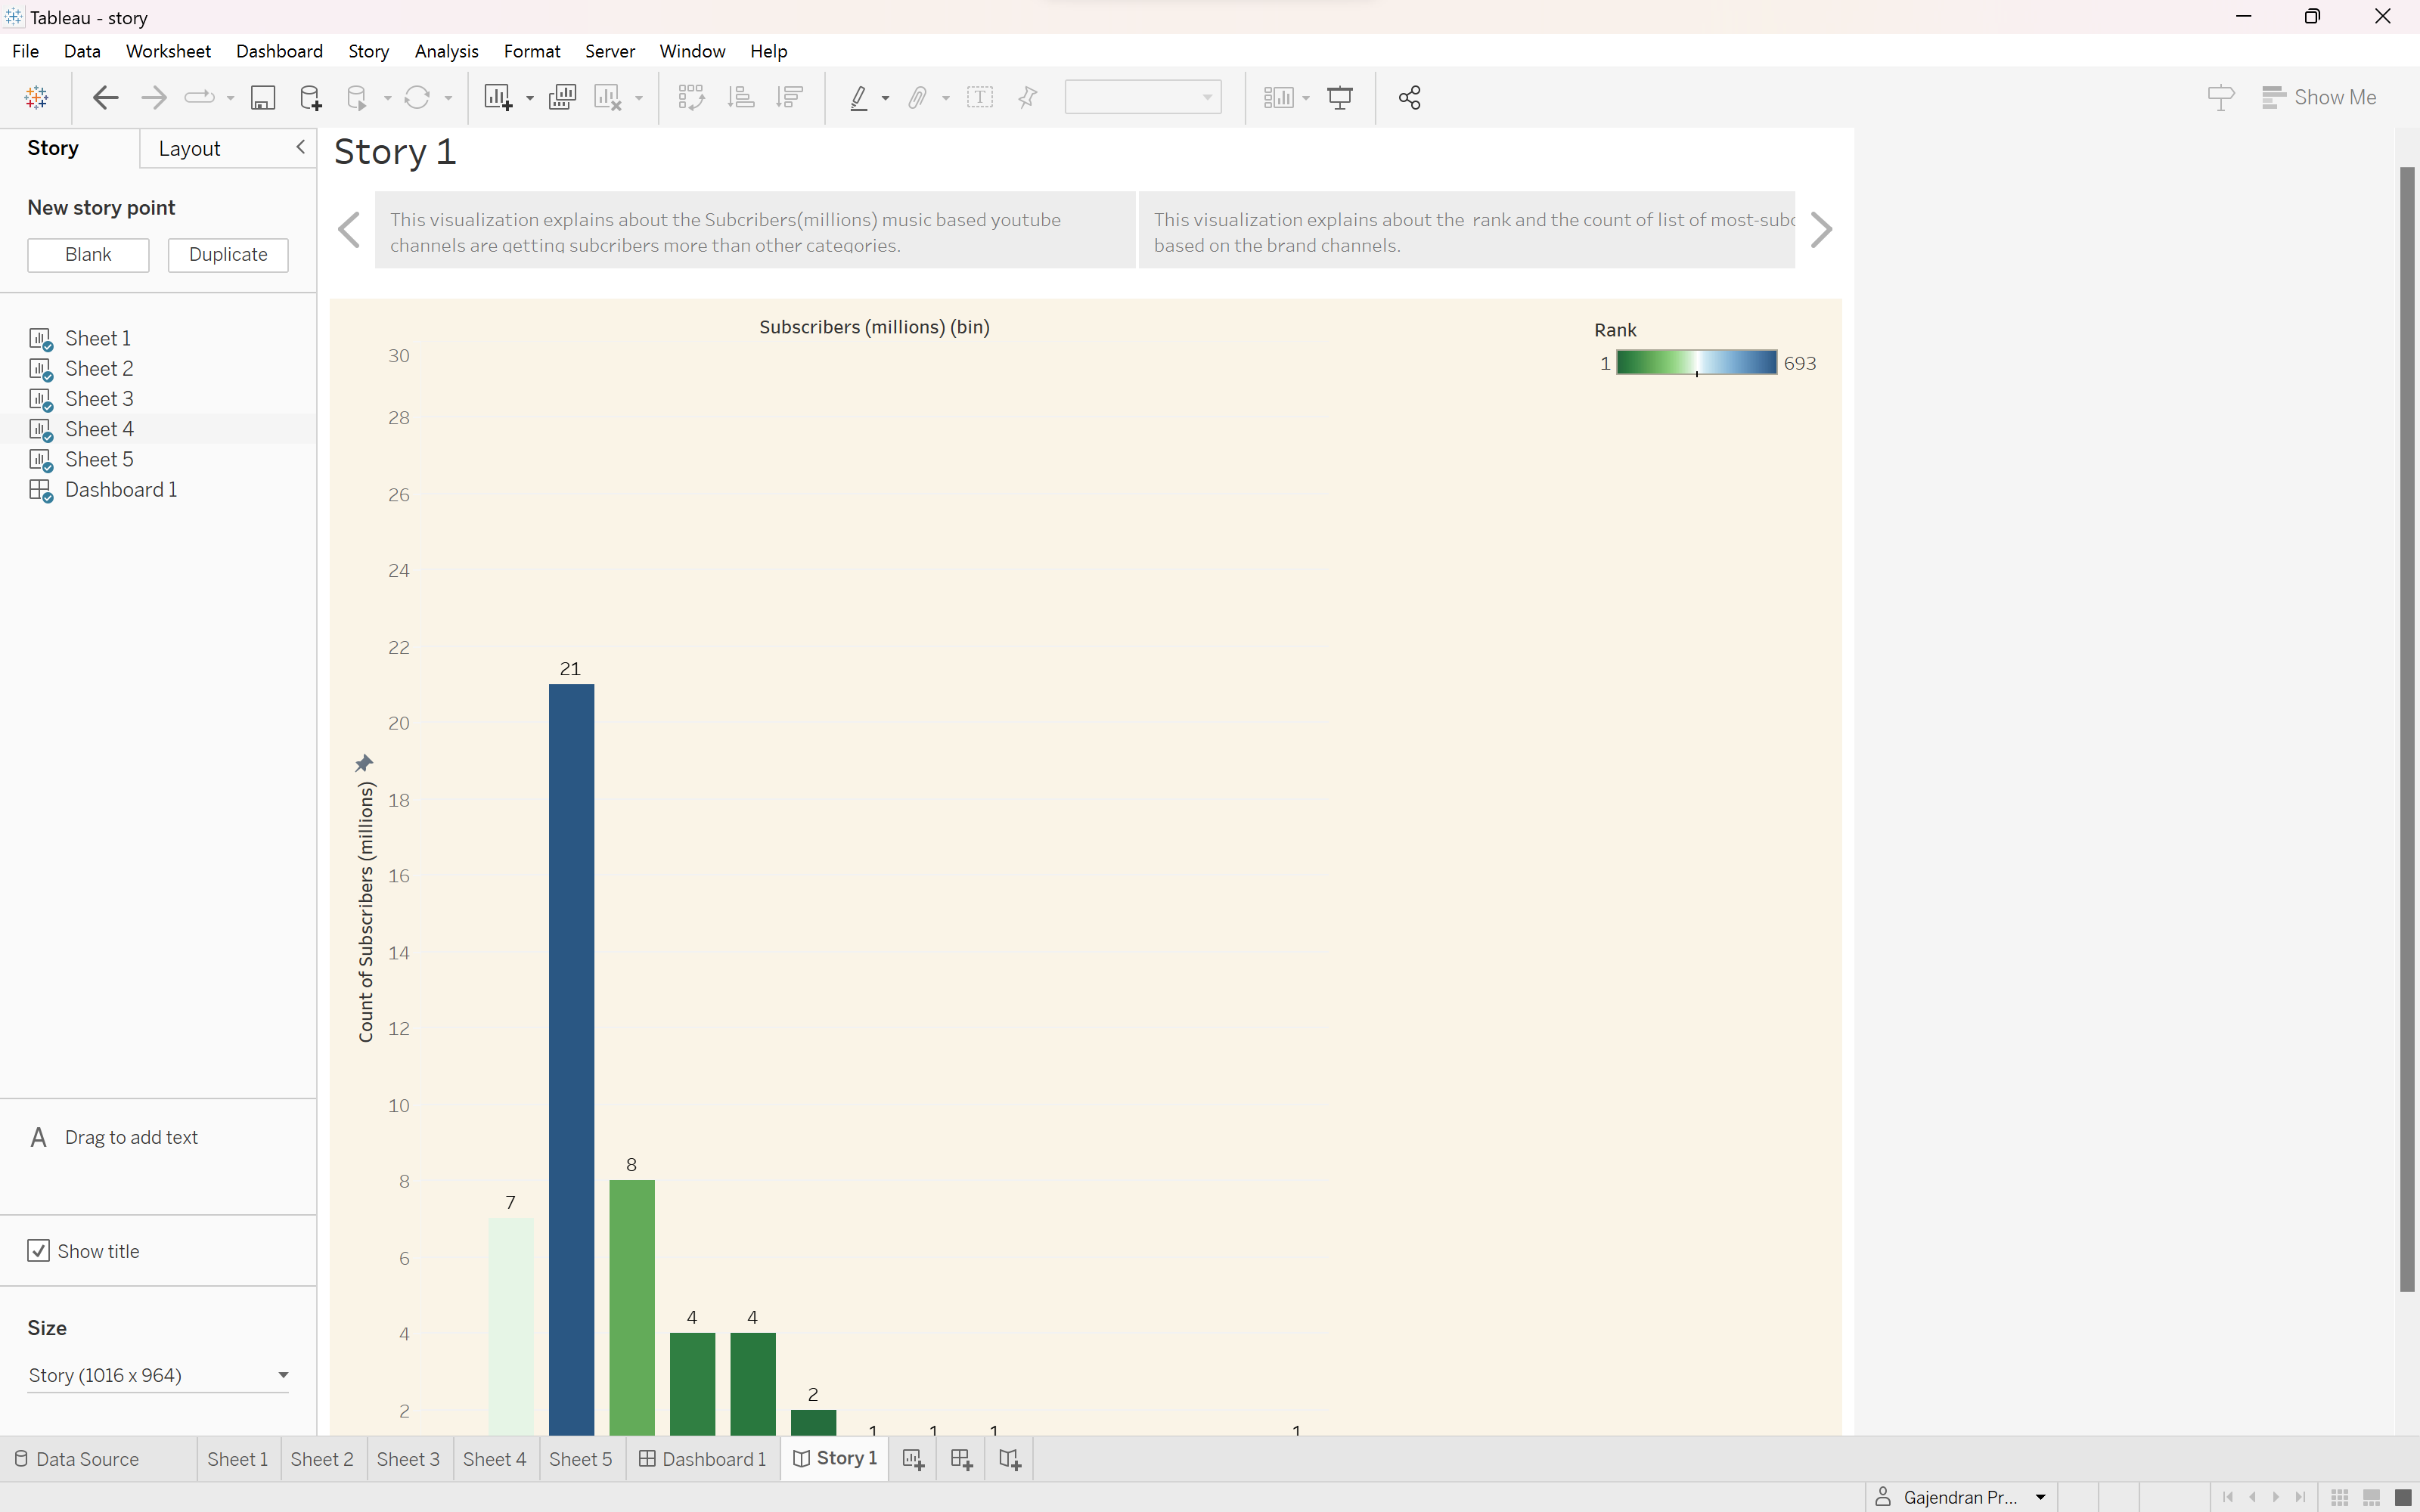 Tableau - story
File Data Worksheet Dashboard Story Analysis Format Server Window Help
Show Me
Story Layout
New story point
Blank Duplicate
Sheet 1
Sheet 2
Sheet 3
Sheet 4
Sheet 5
Dashboard 1
A Drag to add text
Show title
Size
Story (1016 x 964)
Story 1
This visualization explains about the Subcribers(millions) music based youtube
channels are getting subcribers more than other categories.
This visualization explains about the rank and the count of list of most-subc
based on the brand channels.
Subscribers (millions) (bin)
Rank
1 693
Count of Subscribers (millions)
30
28
26
24
22
20
18
16
14
12
10
8
6
4
2
7
21
8
4
4
2
1
1
1
1
Data Source Sheet 1 Sheet 2 Sheet 3 Sheet 4 Sheet 5 Dashboard 1 Story 1
Gajendran Pr...